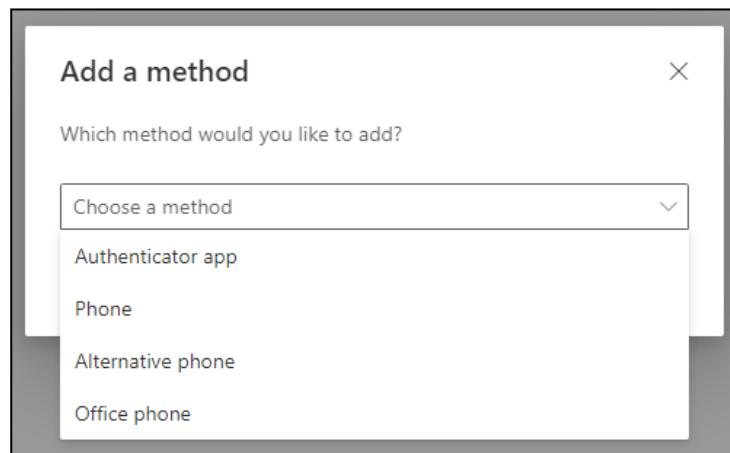 Add a method
Which method would you like to add?
Choose a method
Authenticator app
Phone
Alternative phone
Office phone